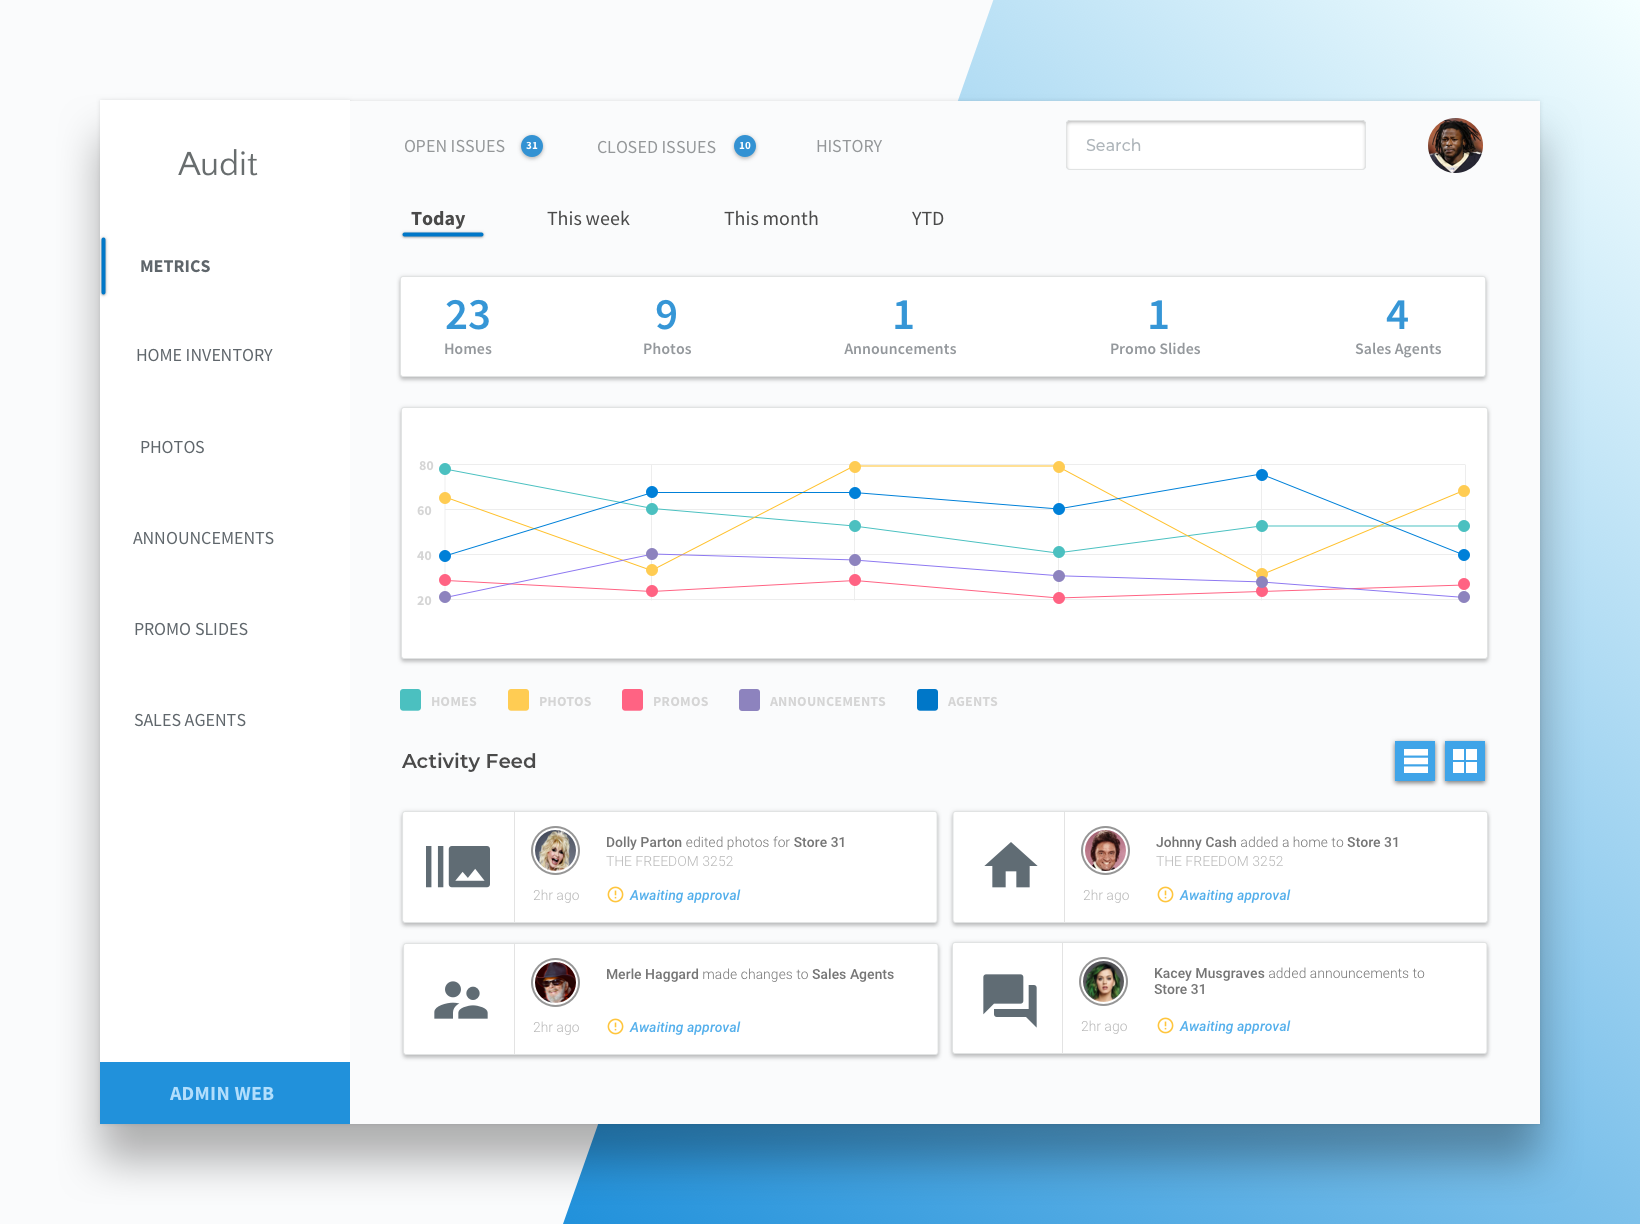 Audit
METRICS
HOME INVENTORY
PHOTOS
ANNOUNCEMENTS
PROMO SLIDES
SALES AGENTS
ADMIN WEB
OPEN ISSUES 31 CLOSED ISSUES 10 HISTORY Search
Today This week This month YTD
23 9 1 1 4
Homes Photos Announcements Promo Slides Sales Agents
80
60
40
20
HOMES PHOTOS PROMOS ANNOUNCEMENTS AGENTS
Activity Feed
Dolly Parton edited photos for Store 31
THE FREEDOM 3252
2hr ago Awaiting approval
Johnny Cash added a home to Store 31
THE FREEDOM 3252
2hr ago Awaiting approval
Merle Haggard made changes to Sales Agents
2hr ago Awaiting approval
Kacey Musgraves added announcements to
Store 31
2hr ago Awaiting approval